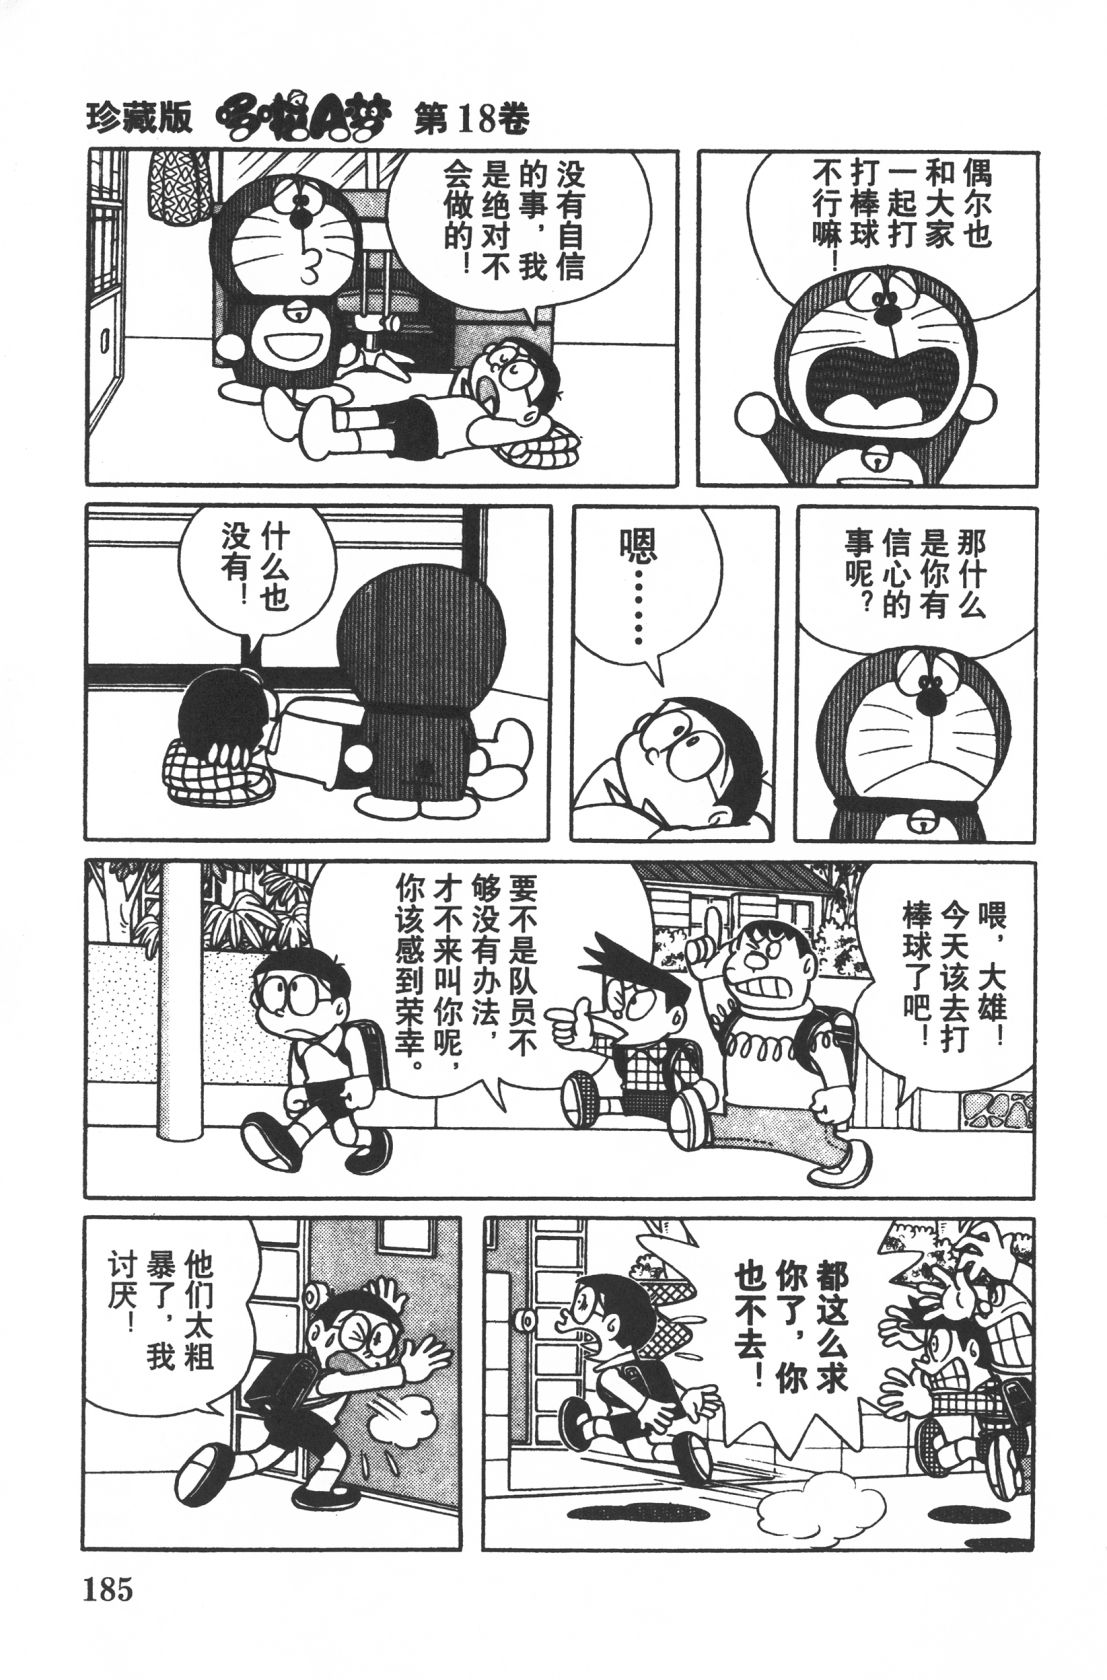 珍藏版 哆啦A梦 第18卷
偶尔也
和大家
一起打
打棒球
不行嘛！
没有自信
的事，我
是绝对不
会做的！
那什么
是你有
信心的
事呢？
嗯………
什么也
没有！
喂，大雄！
今天该去打
棒球了吧！
要不是队员不
够没有办法，
才不来叫你呢，
你该感到荣幸。
都这么求
你了，你
也不去！
他们太粗
暴了，我
讨厌！
185